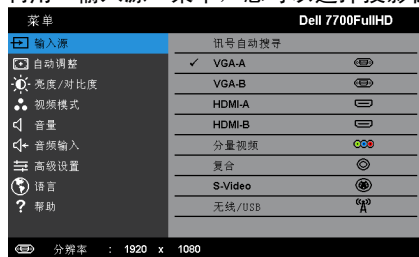 菜单 Dell 7700FullHD
输入源 讯号自动搜寻
自动调整 ✓ VGA-A
亮度/对比度 VGA-B
视频模式 HDMI-A
音量 HDMI-B
音频输入 分量视频
高级设置 复合
语言 S-Video
? 帮助 无线/USB
分辨率 : 1920 x 1080